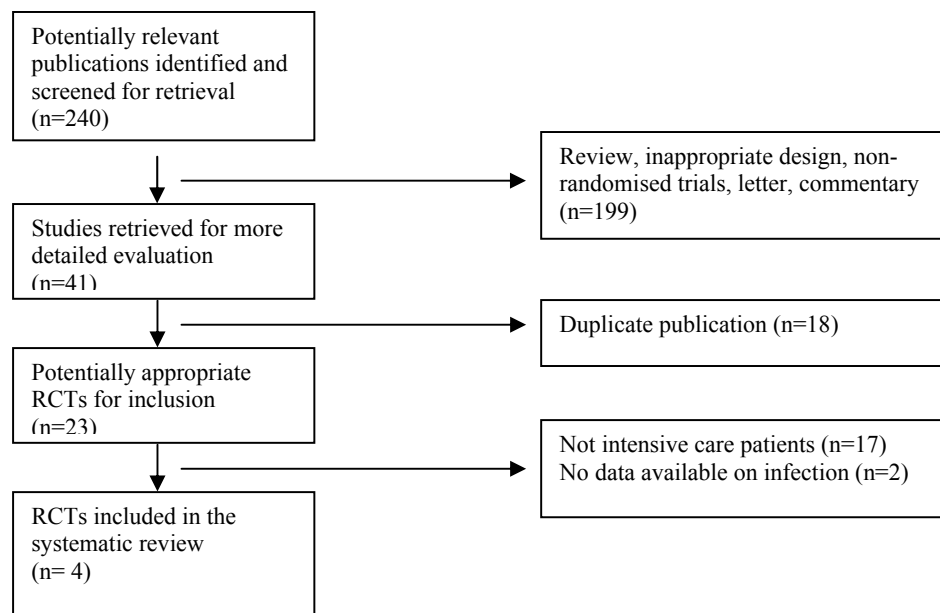 Potentially relevant
publications identified and
screened for retrieval
(n=240)
Review, inappropriate design, non-
randomised trials, letter, commentary
(n=199)
Studies retrieved for more
detailed evaluation
(n=41)
Duplicate publication (n=18)
Potentially appropriate
RCTs for inclusion
(n=23)
Not intensive care patients (n=17)
No data available on infection (n=2)
RCTs included in the
systematic review
(n= 4)